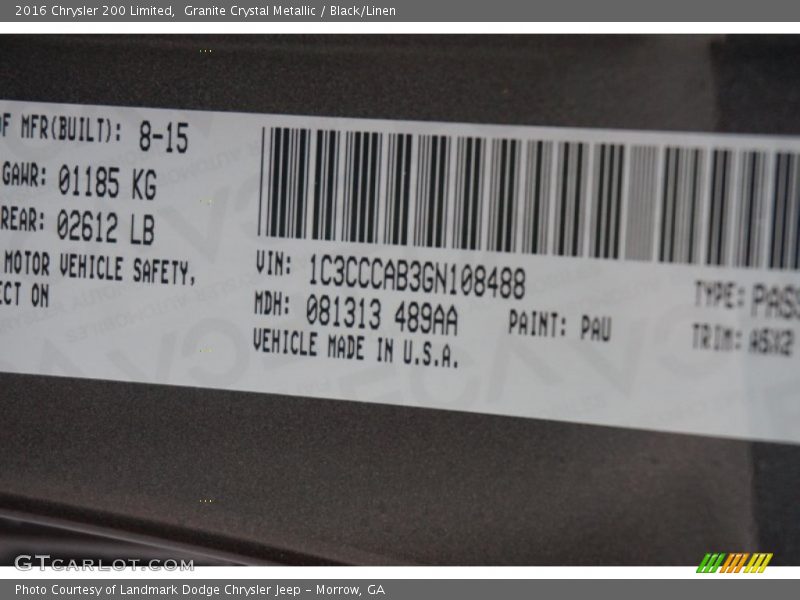 2016 Chrysler 200 Limited, Granite Crystal Metallic / Black/Linen
OF MFR(BUILT): 8-15
GAWR: 01185 KG
REAR: 02612 LB
MOTOR VEHICLE SAFETY,
ECT ON
VIN: 1C3CCCAB3GN108488
MDH: 081313 489AA
PAINT: PAU
VEHICLE MADE IN U.S.A.
TYPE: PASS
TRIM: A6X2
GTCARLOT.COM
Photo Courtesy of Landmark Dodge Chrysler Jeep – Morrow, GA